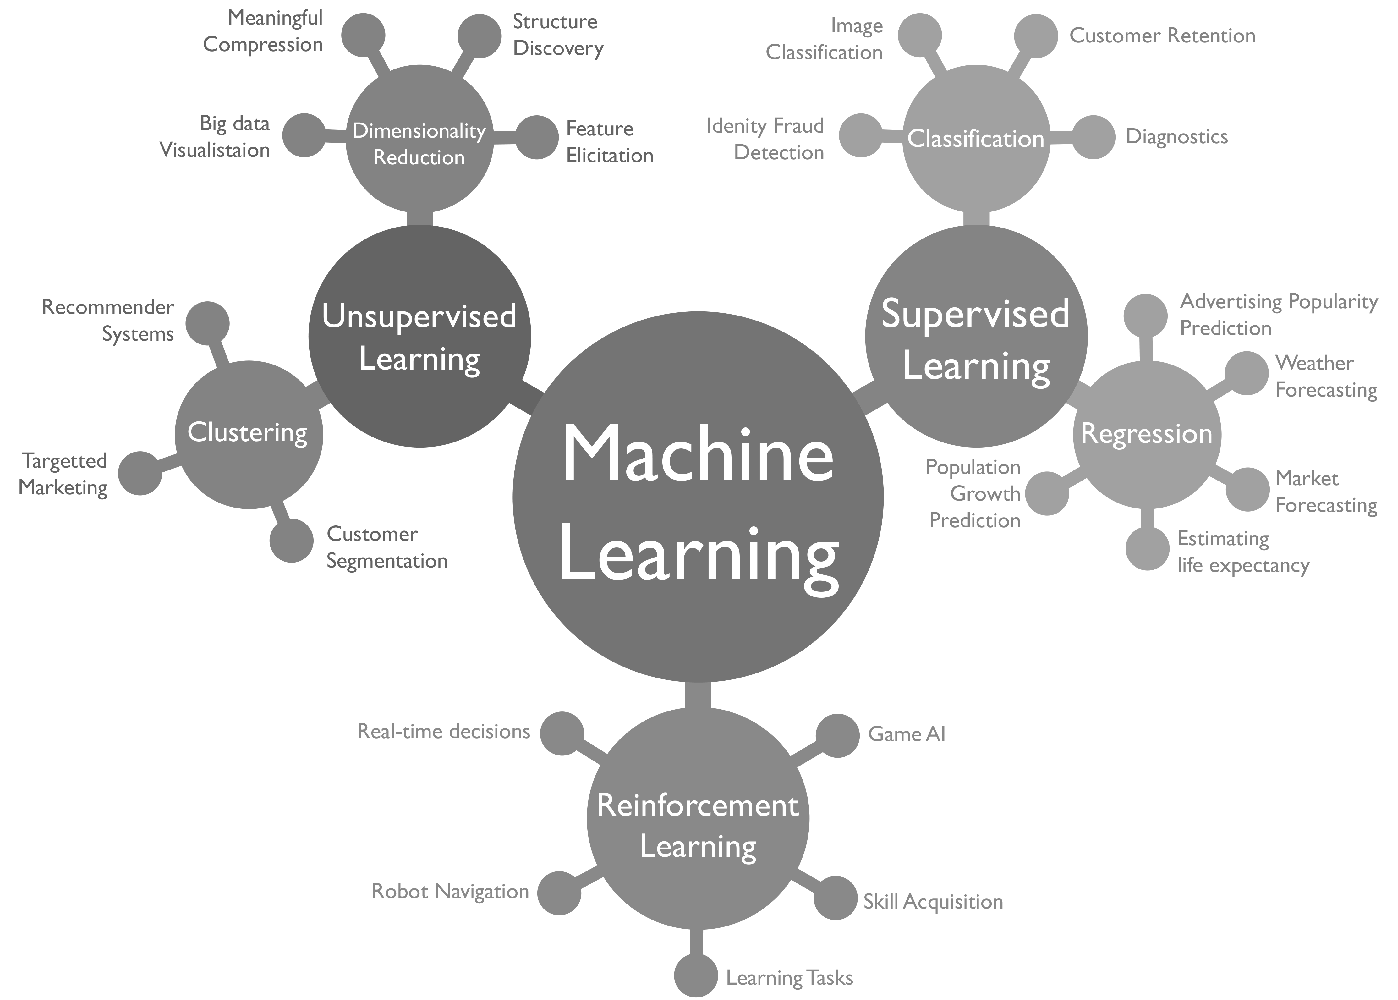 Meaningful
Compression
Structure
Discovery
Big data
Visualistaion
Dimensionality
Reduction
Feature
Elicitation
Image
Classification
Customer Retention
Idenity Fraud
Detection
Classification
Diagnostics
Unsupervised
Learning
Supervised
Learning
Recommender
Systems
Clustering
Targetted
Marketing
Customer
Segmentation
Advertising Popularity
Prediction
Weather
Forecasting
Regression
Population
Growth
Prediction
Market
Forecasting
Estimating
life expectancy
Machine
Learning
Real-time decisions
Game AI
Reinforcement
Learning
Robot Navigation
Skill Acquisition
Learning Tasks